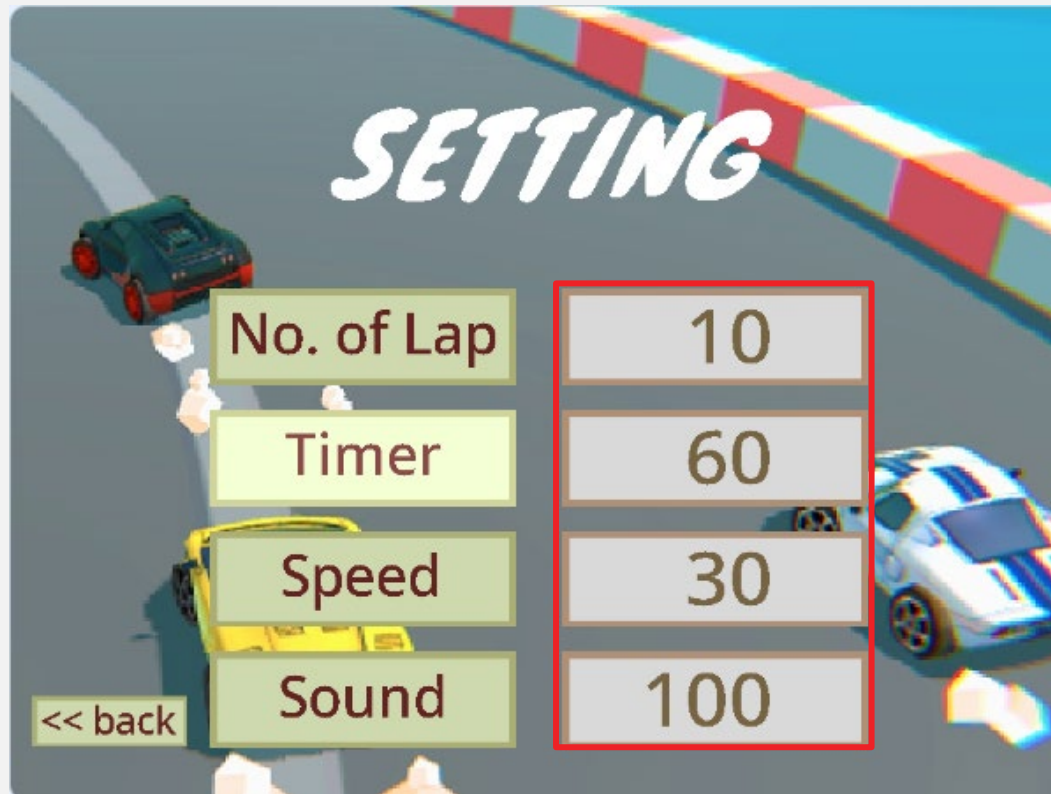 SETTING
No. of Lap 10
Timer 60
Speed 30
Sound 100
<< back